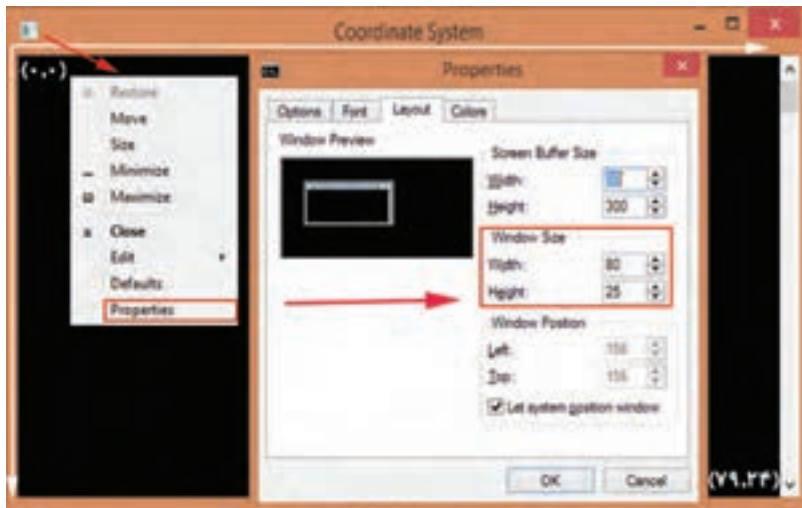 Coordinate System
(۰,۰)
Restore
Move
Size
Minimize
Maximize
Close
Edit
Defaults
Properties
Properties
Options Font Layout Colors
Window Preview
Screen Buffer Size
Width:
Height: 300
Window Size
Width: 80
Height: 25
Window Position
Left:
Top:
Let system position window
OK Cancel
(۷۹,۲۴)